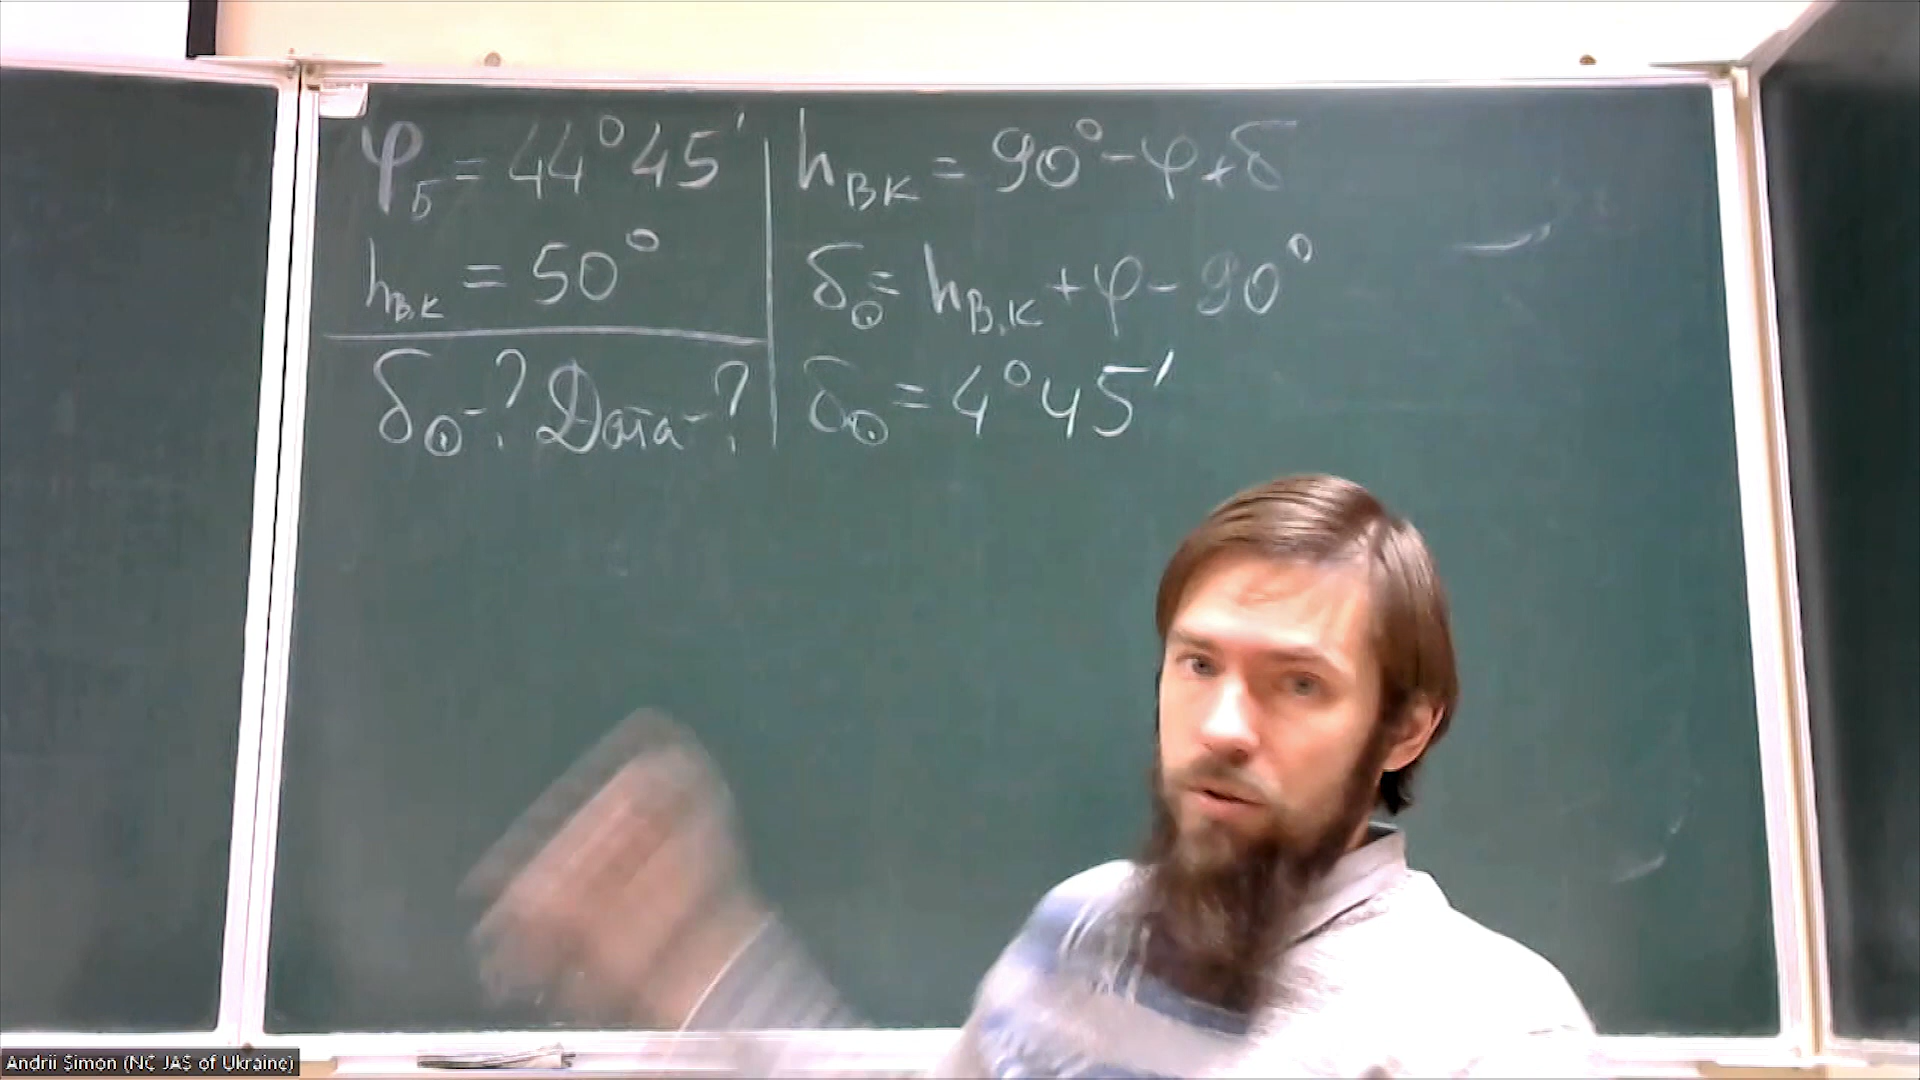 φ_Б = 44°45'
h_В.К = 50°
δ_⊙ - ? Дата - ?
h_ВК = 90° - φ + δ
δ_⊙ = h_В.К + φ - 90°
δ_⊙ = 4°45'
Andrii Simon (NC JAS of Ukraine)